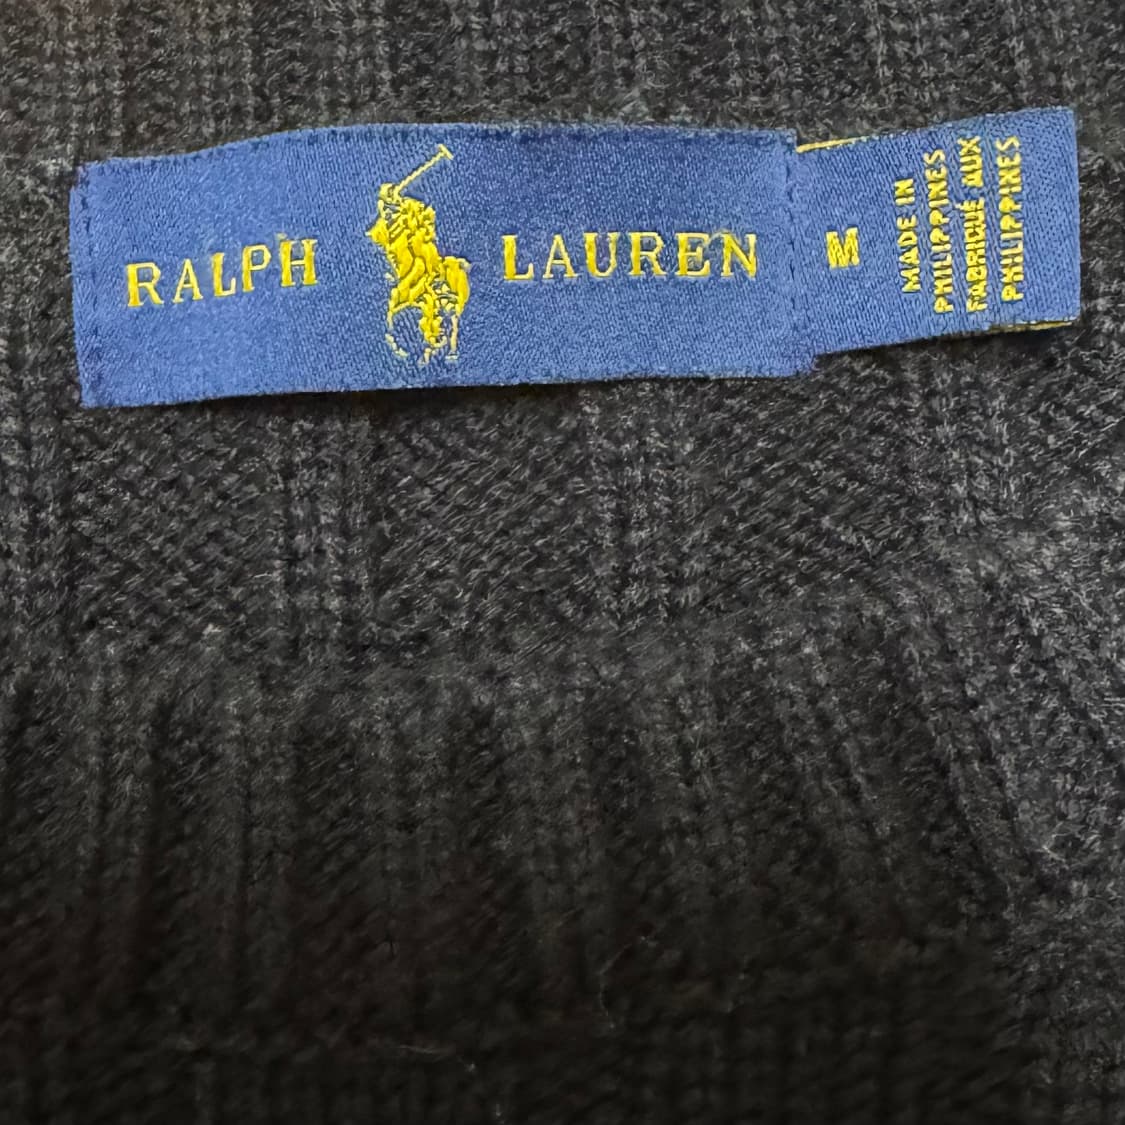 RALPH LAUREN
M
MADE IN
PHILIPPINES
FABRIQUÉ AUX
PHILIPPINES